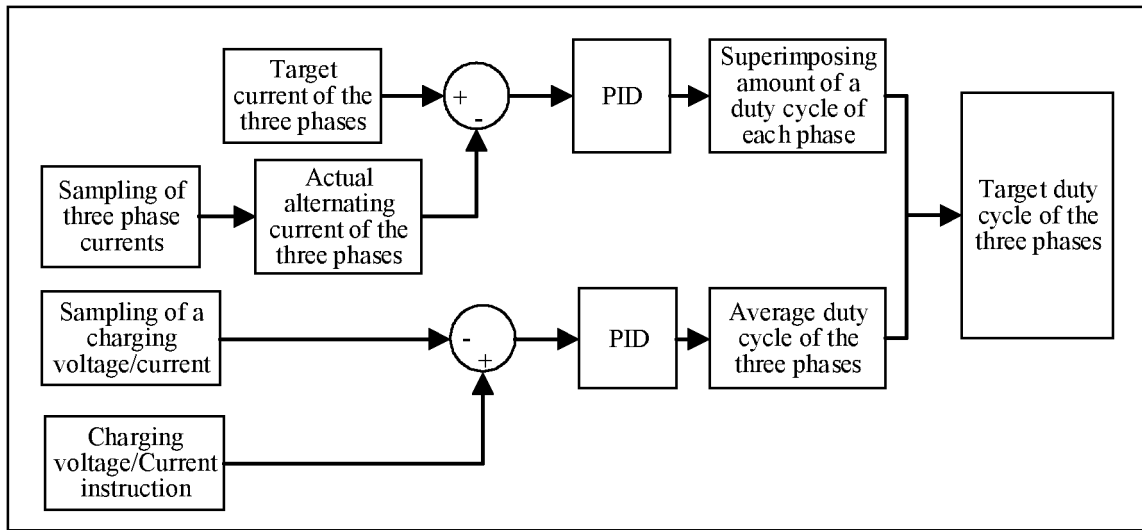 Target
current of the
three phases
+
-
PID
Superimposing
amount of a
duty cycle of
each phase
Sampling of
three phase
currents
Actual
alternating
current of the
three phases
Target duty
cycle of the
three phases
Sampling of a
charging
voltage/current
-
+
PID
Average duty
cycle of the
three phases
Charging
voltage/Current
instruction